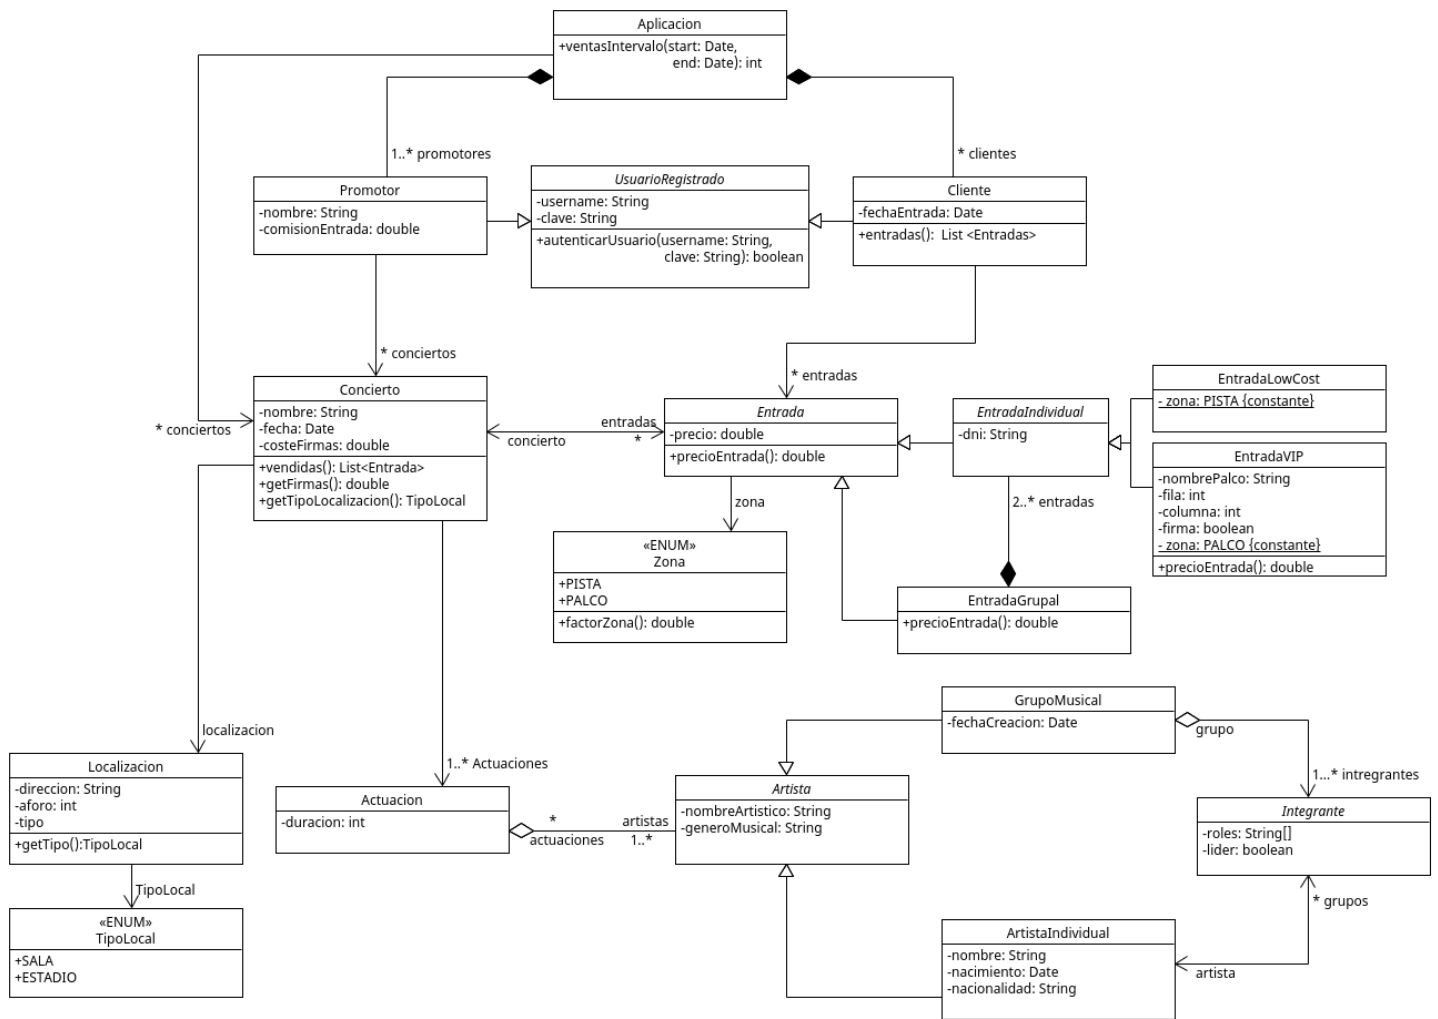 Aplicacion
+ventasIntervalo(start: Date,
end: Date): int
1..* promotores
* clientes
Promotor
-nombre: String
-comisionEntrada: double
UsuarioRegistrado
-username: String
-clave: String
+autenticarUsuario(username: String,
clave: String): boolean
Cliente
-fechaEntrada: Date
+entradas():  List <Entradas>
* conciertos
* entradas
* conciertos
Concierto
-nombre: String
-fecha: Date
-costeFirmas: double
+vendidas(): List<Entrada>
+getFirmas(): double
+getTipoLocalizacion(): TipoLocal
concierto
entradas
*
Entrada
-precio: double
+precioEntrada(): double
EntradaIndividual
-dni: String
EntradaLowCost
- zona: PISTA {constante}
EntradaVIP
-nombrePalco: String
-fila: int
-columna: int
-firma: boolean
- zona: PALCO {constante}
+precioEntrada(): double
zona
2..* entradas
«ENUM»
Zona
+PISTA
+PALCO
+factorZona(): double
EntradaGrupal
+precioEntrada(): double
localizacion
1..* Actuaciones
Localizacion
-direccion: String
-aforo: int
-tipo
+getTipo():TipoLocal
TipoLocal
«ENUM»
TipoLocal
+SALA
+ESTADIO
Actuacion
-duracion: int
*
actuaciones
artistas
1..*
Artista
-nombreArtistico: String
-generoMusical: String
GrupoMusical
-fechaCreacion: Date
grupo
1...* intregrantes
Integrante
-roles: String[]
-lider: boolean
* grupos
ArtistaIndividual
-nombre: String
-nacimiento: Date
-nacionalidad: String
artista